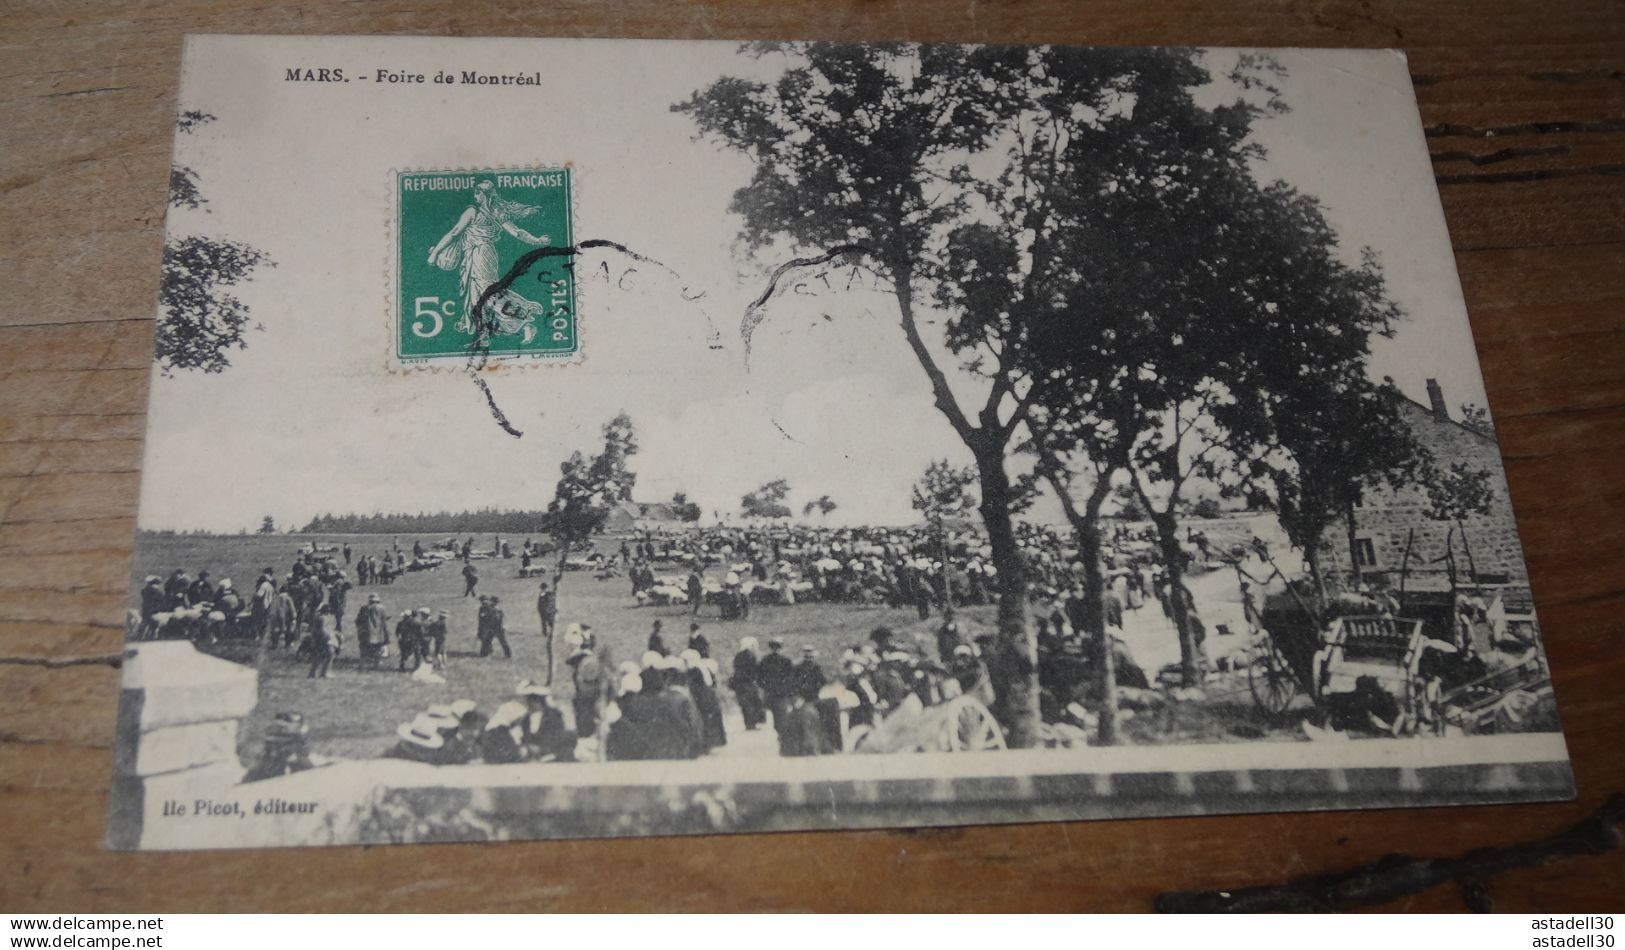 MARS. - Foire de Montréal
REPUBLIQUE FRANÇAISE
5c
POSTES
L. MOUCHON
lle Picot, éditeur
www.delcampe.net
astadell30
www.delcampe.net
astadell30